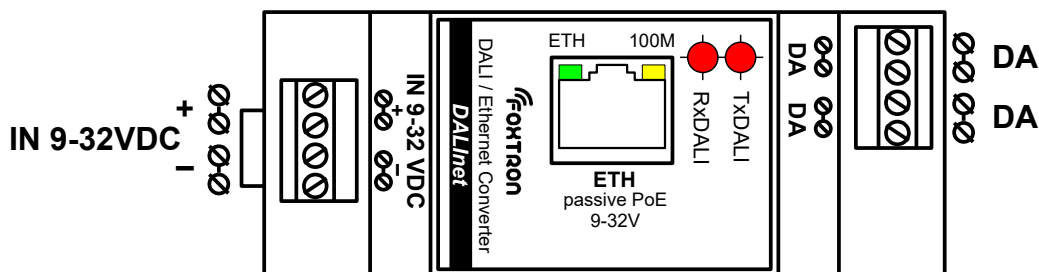 +
IN 9-32VDC
−
+
−
IN 9-32 VDC
DALInet
DALI / Ethernet Converter
FOXTRON
ETH 100M
ETH
passive PoE
9-32V
RxDALI
TxDALI
DA
DA
DA
DA